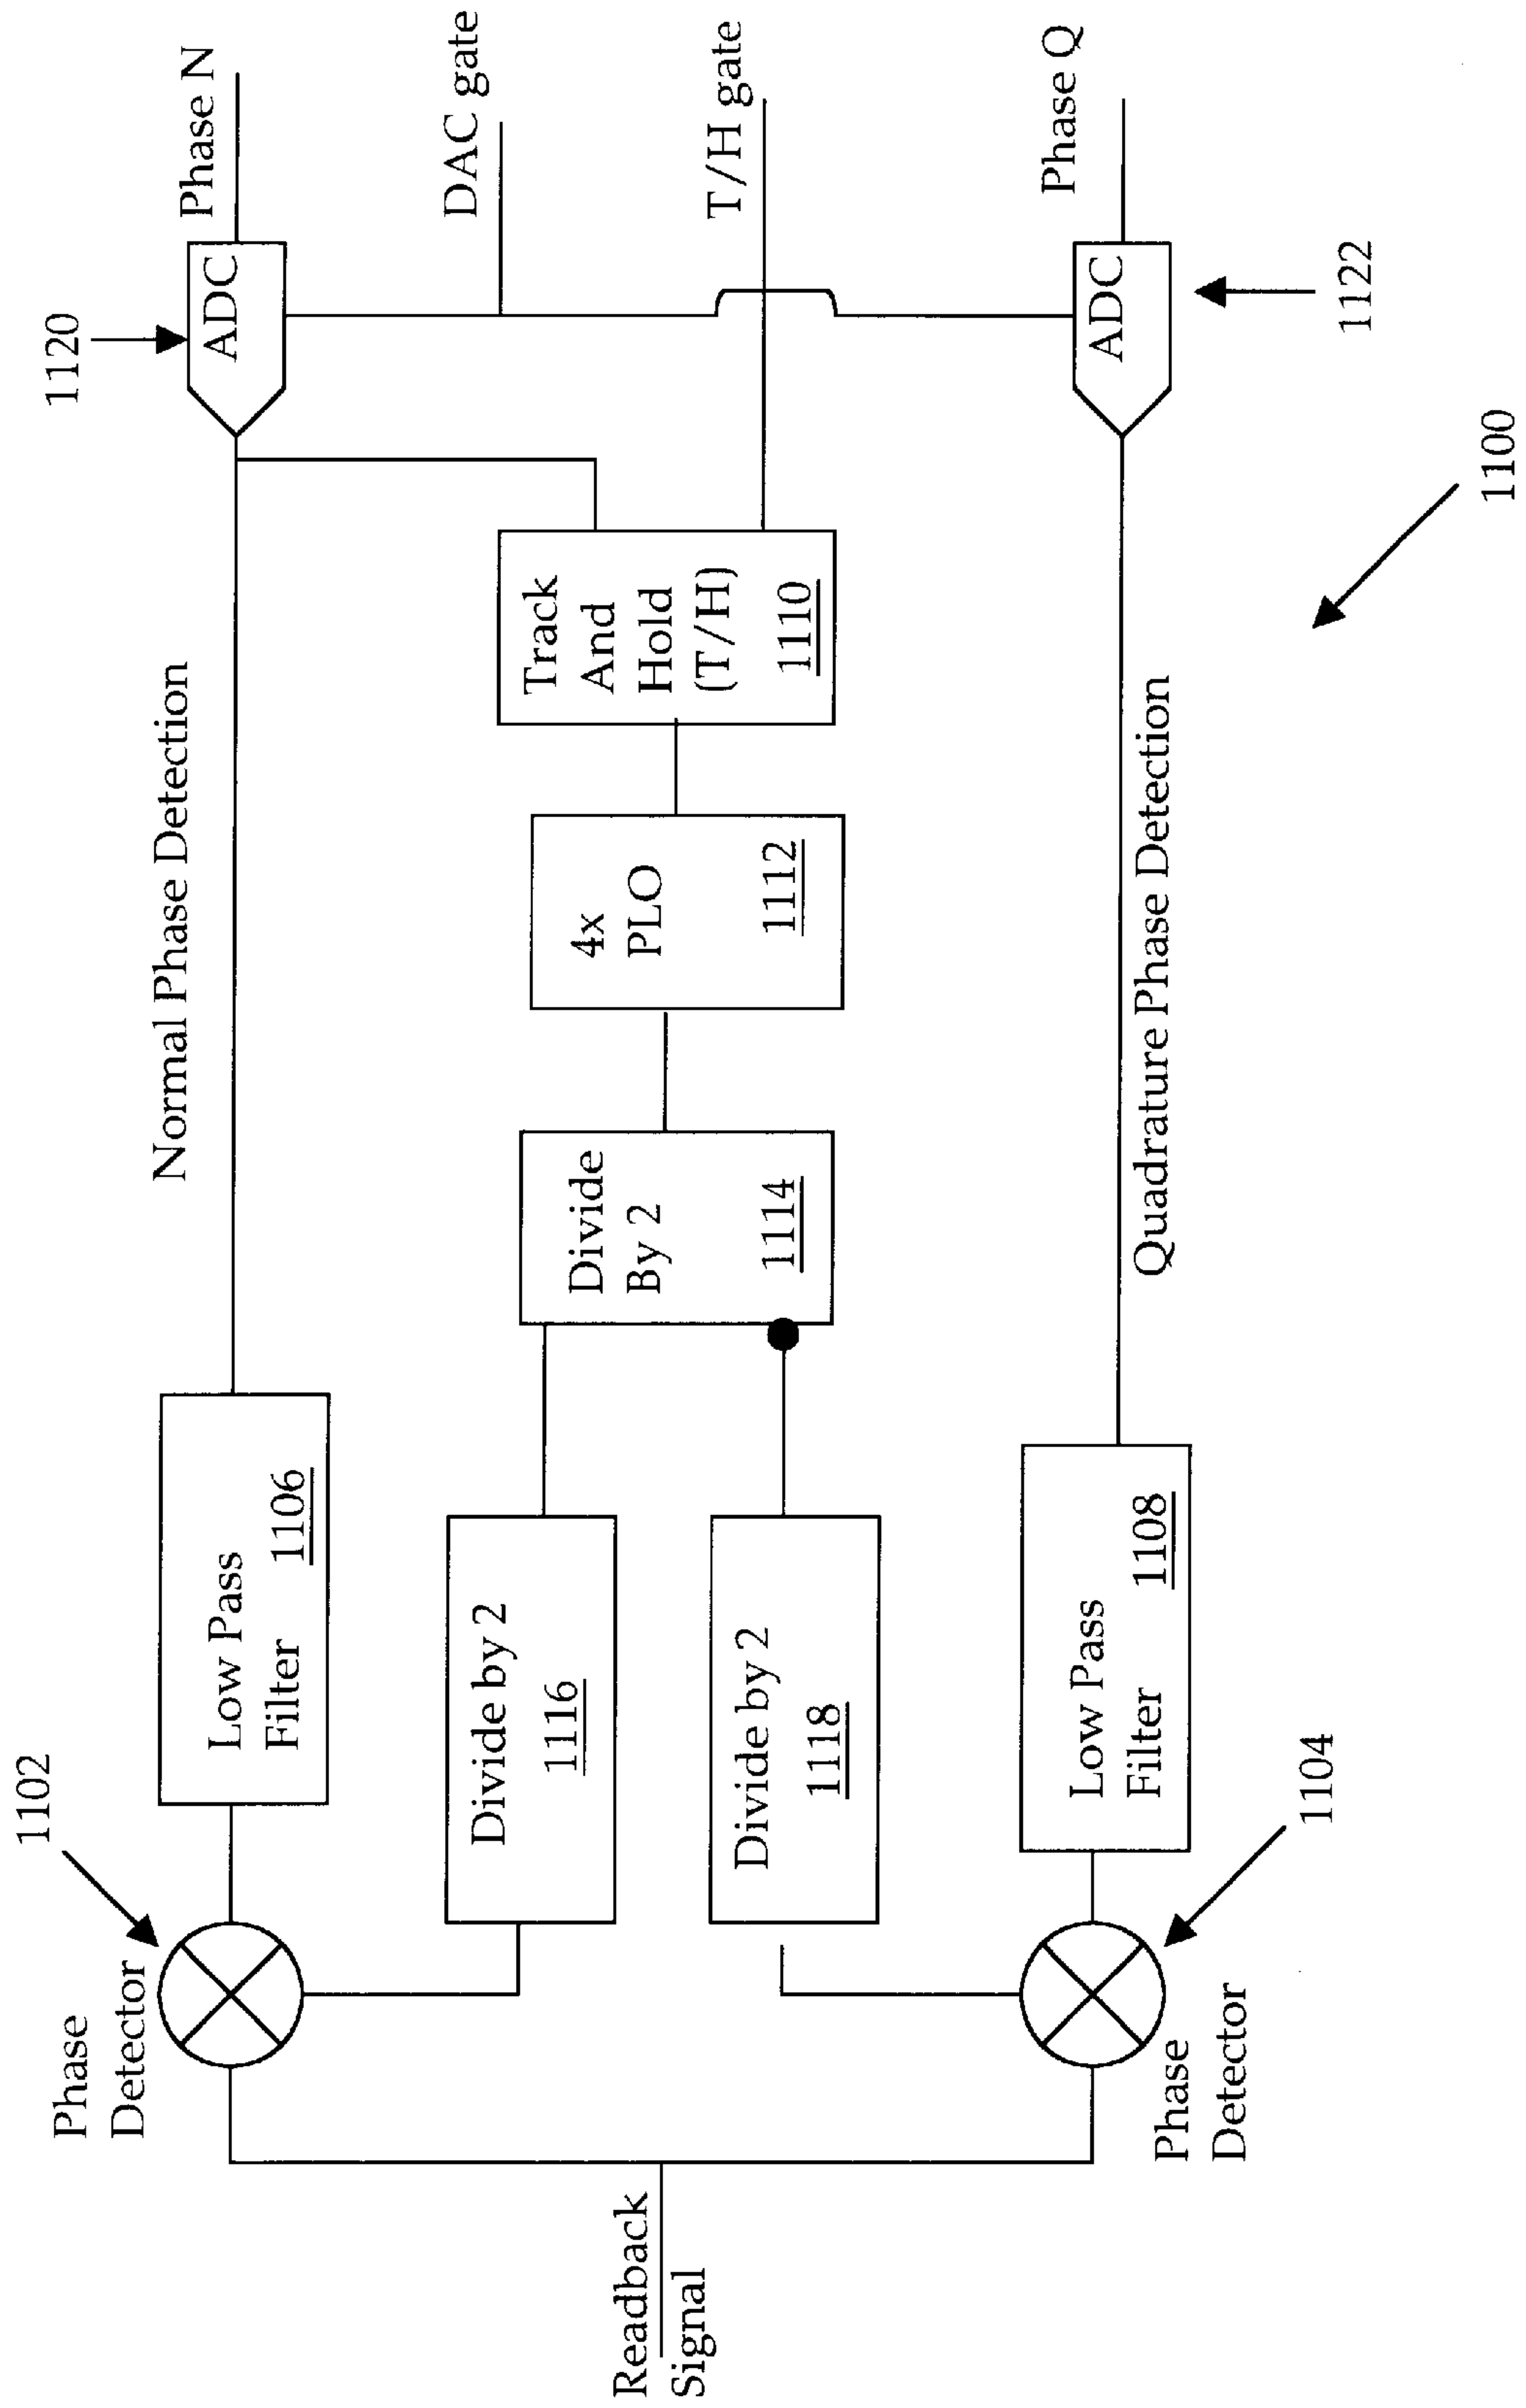 1102
Phase
Detector
Low Pass
Filter 1106
Normal Phase Detection
1120
ADC
Phase N
Divide by 2
1116
DAC gate
Readback
Signal
Divide
By 2
1114
4x
PLO
1112
Track
And
Hold
(T/H)
1110
T/H gate
Divide by 2
1118
Low Pass
Filter 1108
Quadrature Phase Detection
ADC
Phase Q
Phase
Detector
1104
1122
1100